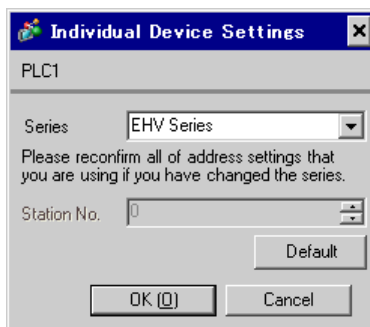 Individual Device Settings
PLC1
Series EHV Series
Please reconfirm all of address settings that
you are using if you have changed the series.
Station No. 0
Default
OK (O) Cancel